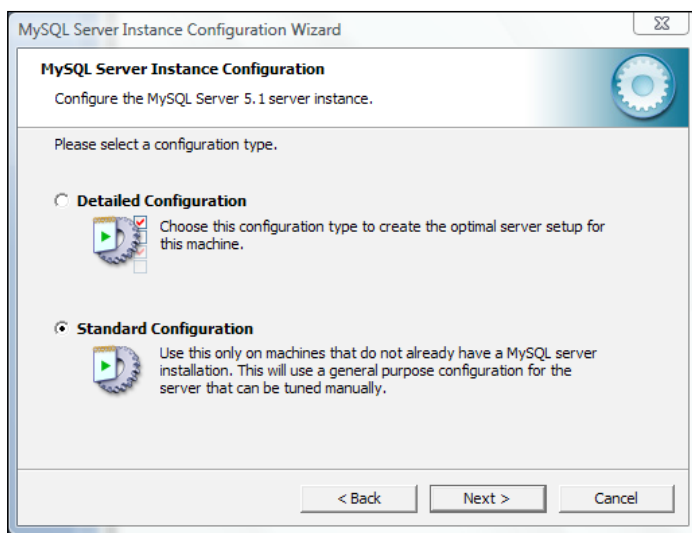 MySQL Server Instance Configuration Wizard
MySQL Server Instance Configuration
Configure the MySQL Server 5.1 server instance.
Please select a configuration type.
Detailed Configuration
Choose this configuration type to create the optimal server setup for
this machine.
Standard Configuration
Use this only on machines that do not already have a MySQL server
installation. This will use a general purpose configuration for the
server that can be tuned manually.
< Back
Next >
Cancel